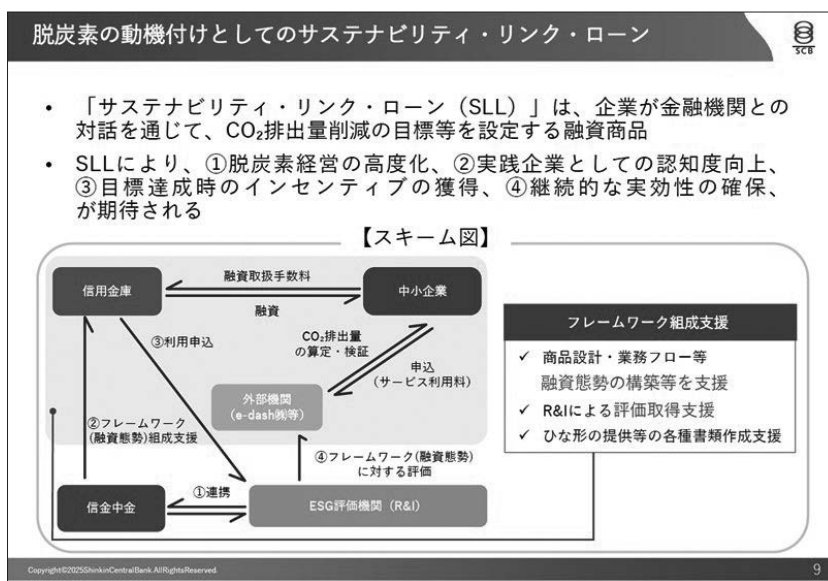 脱炭素の動機付けとしてのサステナビリティ・リンク・ローン
SCB
• 「サステナビリティ・リンク・ローン（SLL）」は、企業が金融機関との
対話を通じて、CO₂排出量削減の目標等を設定する融資商品
• SLLにより、①脱炭素経営の高度化、②実践企業としての認知度向上、
③目標達成時のインセンティブの獲得、④継続的な実効性の確保、
が期待される
【スキーム図】
信用金庫
融資取扱手数料
融資
中小企業
③利用申込
CO₂排出量
の算定・検証
申込
（サービス利用料）
外部機関
（e-dash㈱等）
②フレームワーク
（融資態勢）組成支援
④フレームワーク（融資態勢）
に対する評価
信金中金
①連携
ESG評価機関（R&I）
フレームワーク組成支援
✓ 商品設計・業務フロー等
融資態勢の構築等を支援
✓ R&Iによる評価取得支援
✓ ひな形の提供等の各種書類作成支援
Copyright©2025ShinkinCentralBank.AllRightsReserved.
9